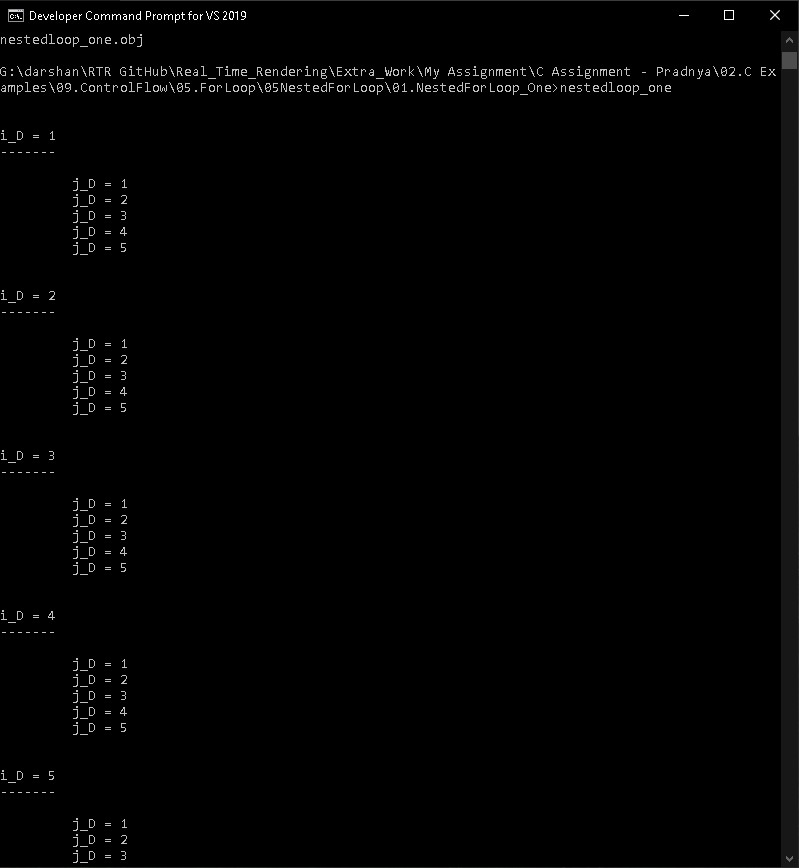 Developer Command Prompt for VS 2019
nestedloop_one.obj
G:\darshan\RTR GitHub\Real_Time_Rendering\Extra_Work\My Assignment\C Assignment - Pradnya\02.C Ex
amples\09.ControlFlow\05.ForLoop\05NestedForLoop\01.NestedForLoop_One>nestedloop_one
i_D = 1
-------
j_D = 1
j_D = 2
j_D = 3
j_D = 4
j_D = 5
i_D = 2
-------
j_D = 1
j_D = 2
j_D = 3
j_D = 4
j_D = 5
i_D = 3
-------
j_D = 1
j_D = 2
j_D = 3
j_D = 4
j_D = 5
i_D = 4
-------
j_D = 1
j_D = 2
j_D = 3
j_D = 4
j_D = 5
i_D = 5
-------
j_D = 1
j_D = 2
j_D = 3